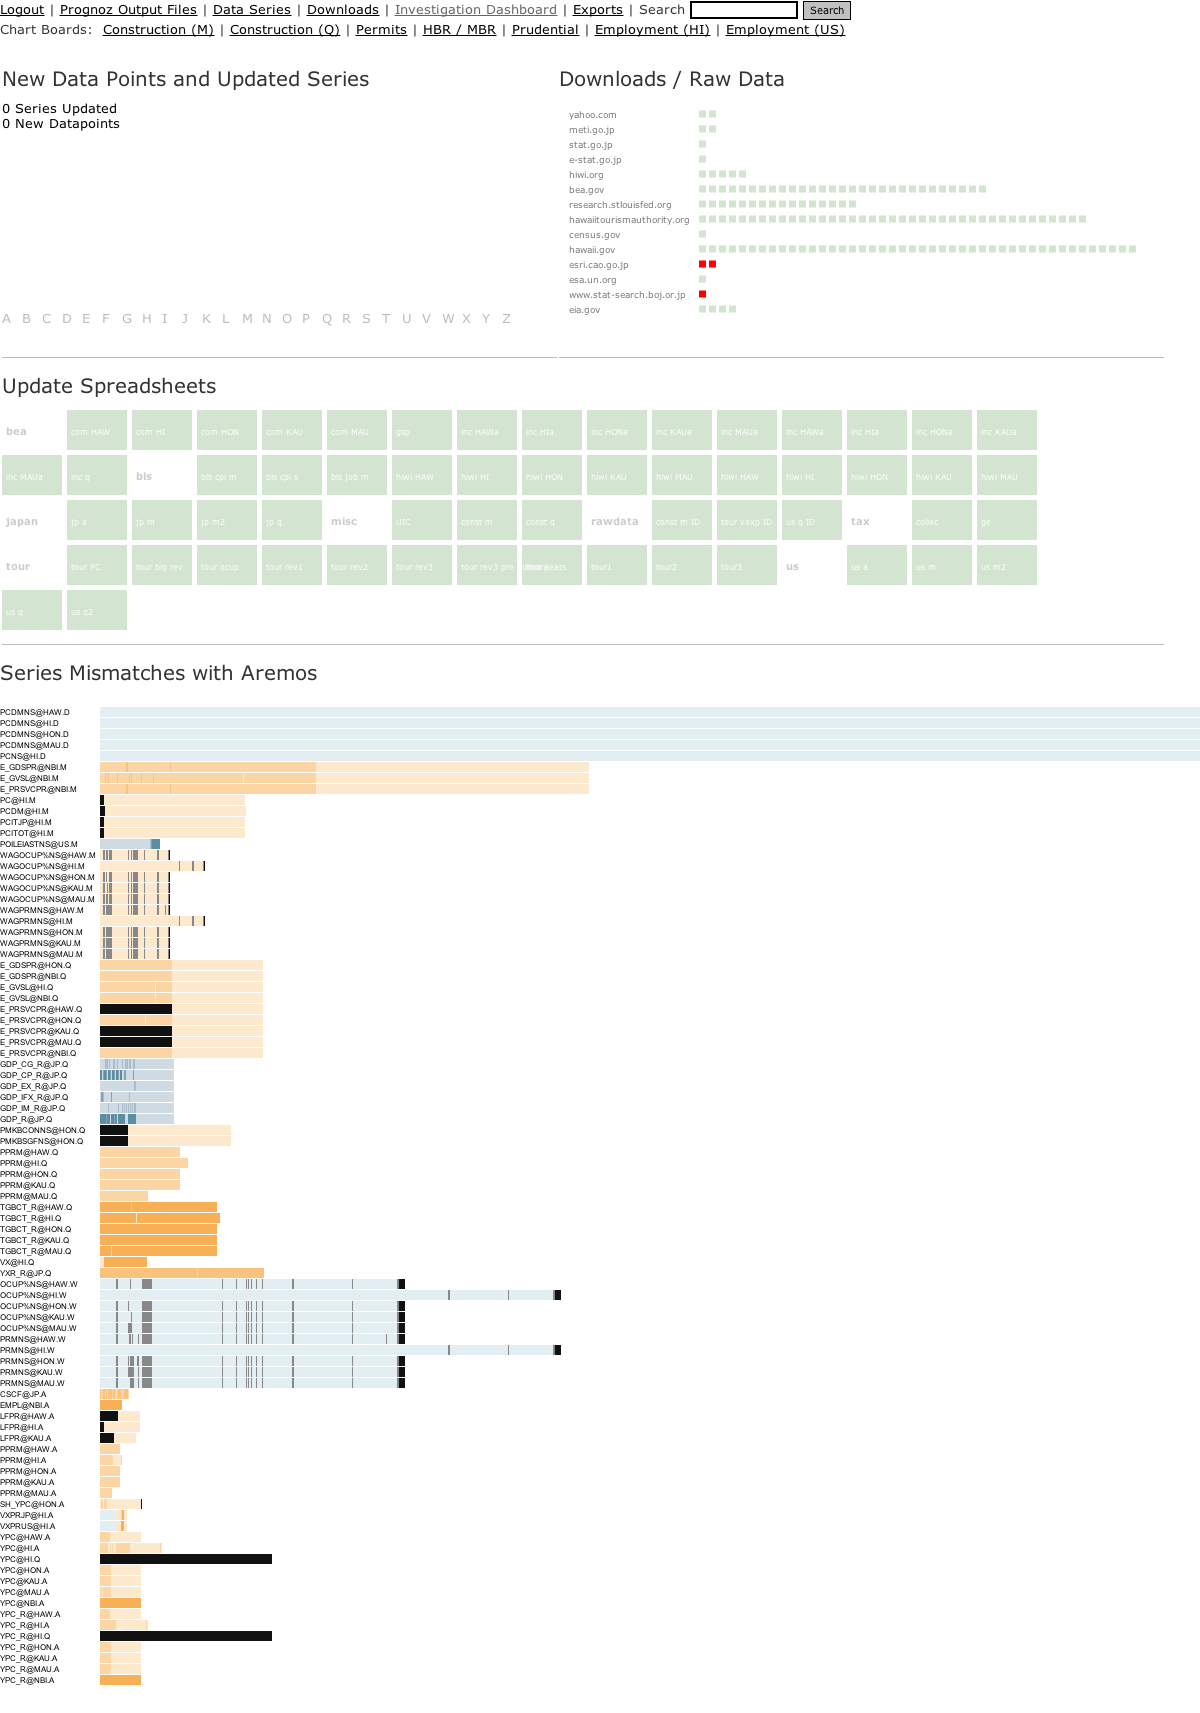 Logout | Prognoz Output Files | Data Series | Downloads | Investigation Dashboard | Exports | Search Search
Chart Boards: Construction (M) | Construction (Q) | Permits | HBR / MBR | Prudential | Employment (HI) | Employment (US)
New Data Points and Updated Series
0 Series Updated
0 New Datapoints
A B C D E F G H I J K L M N O P Q R S T U V W X Y Z
Downloads / Raw Data
yahoo.com
meti.go.jp
stat.go.jp
e-stat.go.jp
hiwi.org
bea.gov
research.stlouisfed.org
hawaiitourismauthority.org
census.gov
hawaii.gov
esri.cao.go.jp
esa.un.org
www.stat-search.boj.or.jp
eia.gov
Update Spreadsheets
bea com HAW com HI com HON com KAU com MAU gsp inc HAWa inc HIa inc HONa inc KAUa inc MAUa inc HAWa inc HIa inc HONa inc KAUa
inc MAUa inc q bls bls cpi m bls cpi s bls job m hiwi HAW hiwi HI hiwi HON hiwi KAU hiwi MAU hiwi HAW hiwi HI hiwi HON hiwi KAU hiwi MAU
japan jp a jp m jp m2 jp q misc UIC const m const q rawdata const m ID tour vexp ID us q ID tax collec ge
tour tour PC tour big rev tour ocup tour rev1 tour rev2 tour rev3 tour rev3 pre tour seats tour1 tour2 tour3 us us a us m us m2
us q us q2
Series Mismatches with Aremos
PCDMNS@HAW.D
PCDMNS@HI.D
PCDMNS@HON.D
PCDMNS@MAU.D
PCNS@HI.D
E_GDSPR@NBI.M
E_GVSL@NBI.M
E_PRSVCPR@NBI.M
PC@HI.M
PCDM@HI.M
PCITJP@HI.M
PCITOT@HI.M
POILEIASTNS@US.M
WAGOCUP%NS@HAW.M
WAGOCUP%NS@HI.M
WAGOCUP%NS@HON.M
WAGOCUP%NS@KAU.M
WAGOCUP%NS@MAU.M
WAGPRMNS@HAW.M
WAGPRMNS@HI.M
WAGPRMNS@HON.M
WAGPRMNS@KAU.M
WAGPRMNS@MAU.M
E_GDSPR@HON.Q
E_GDSPR@NBI.Q
E_GVSL@HI.Q
E_GVSL@NBI.Q
E_PRSVCPR@HAW.Q
E_PRSVCPR@HON.Q
E_PRSVCPR@KAU.Q
E_PRSVCPR@MAU.Q
E_PRSVCPR@NBI.Q
GDP_CG_R@JP.Q
GDP_CP_R@JP.Q
GDP_EX_R@JP.Q
GDP_IFX_R@JP.Q
GDP_IM_R@JP.Q
GDP_R@JP.Q
PMKBCONNS@HON.Q
PMKBSGFNS@HON.Q
PPRM@HAW.Q
PPRM@HI.Q
PPRM@HON.Q
PPRM@KAU.Q
PPRM@MAU.Q
TGBCT_R@HAW.Q
TGBCT_R@HI.Q
TGBCT_R@HON.Q
TGBCT_R@KAU.Q
TGBCT_R@MAU.Q
VX@HI.Q
YXR_R@JP.Q
OCUP%NS@HAW.W
OCUP%NS@HI.W
OCUP%NS@HON.W
OCUP%NS@KAU.W
OCUP%NS@MAU.W
PRMNS@HAW.W
PRMNS@HI.W
PRMNS@HON.W
PRMNS@KAU.W
PRMNS@MAU.W
CSCF@JP.A
EMPL@NBI.A
LFPR@HAW.A
LFPR@HI.A
LFPR@KAU.A
PPRM@HAW.A
PPRM@HI.A
PPRM@HON.A
PPRM@KAU.A
PPRM@MAU.A
SH_YPC@HON.A
VXPRJP@HI.A
VXPRUS@HI.A
YPC@HAW.A
YPC@HI.A
YPC@HI.Q
YPC@HON.A
YPC@KAU.A
YPC@MAU.A
YPC@NBI.A
YPC_R@HAW.A
YPC_R@HI.A
YPC_R@HI.Q
YPC_R@HON.A
YPC_R@KAU.A
YPC_R@MAU.A
YPC_R@NBI.A